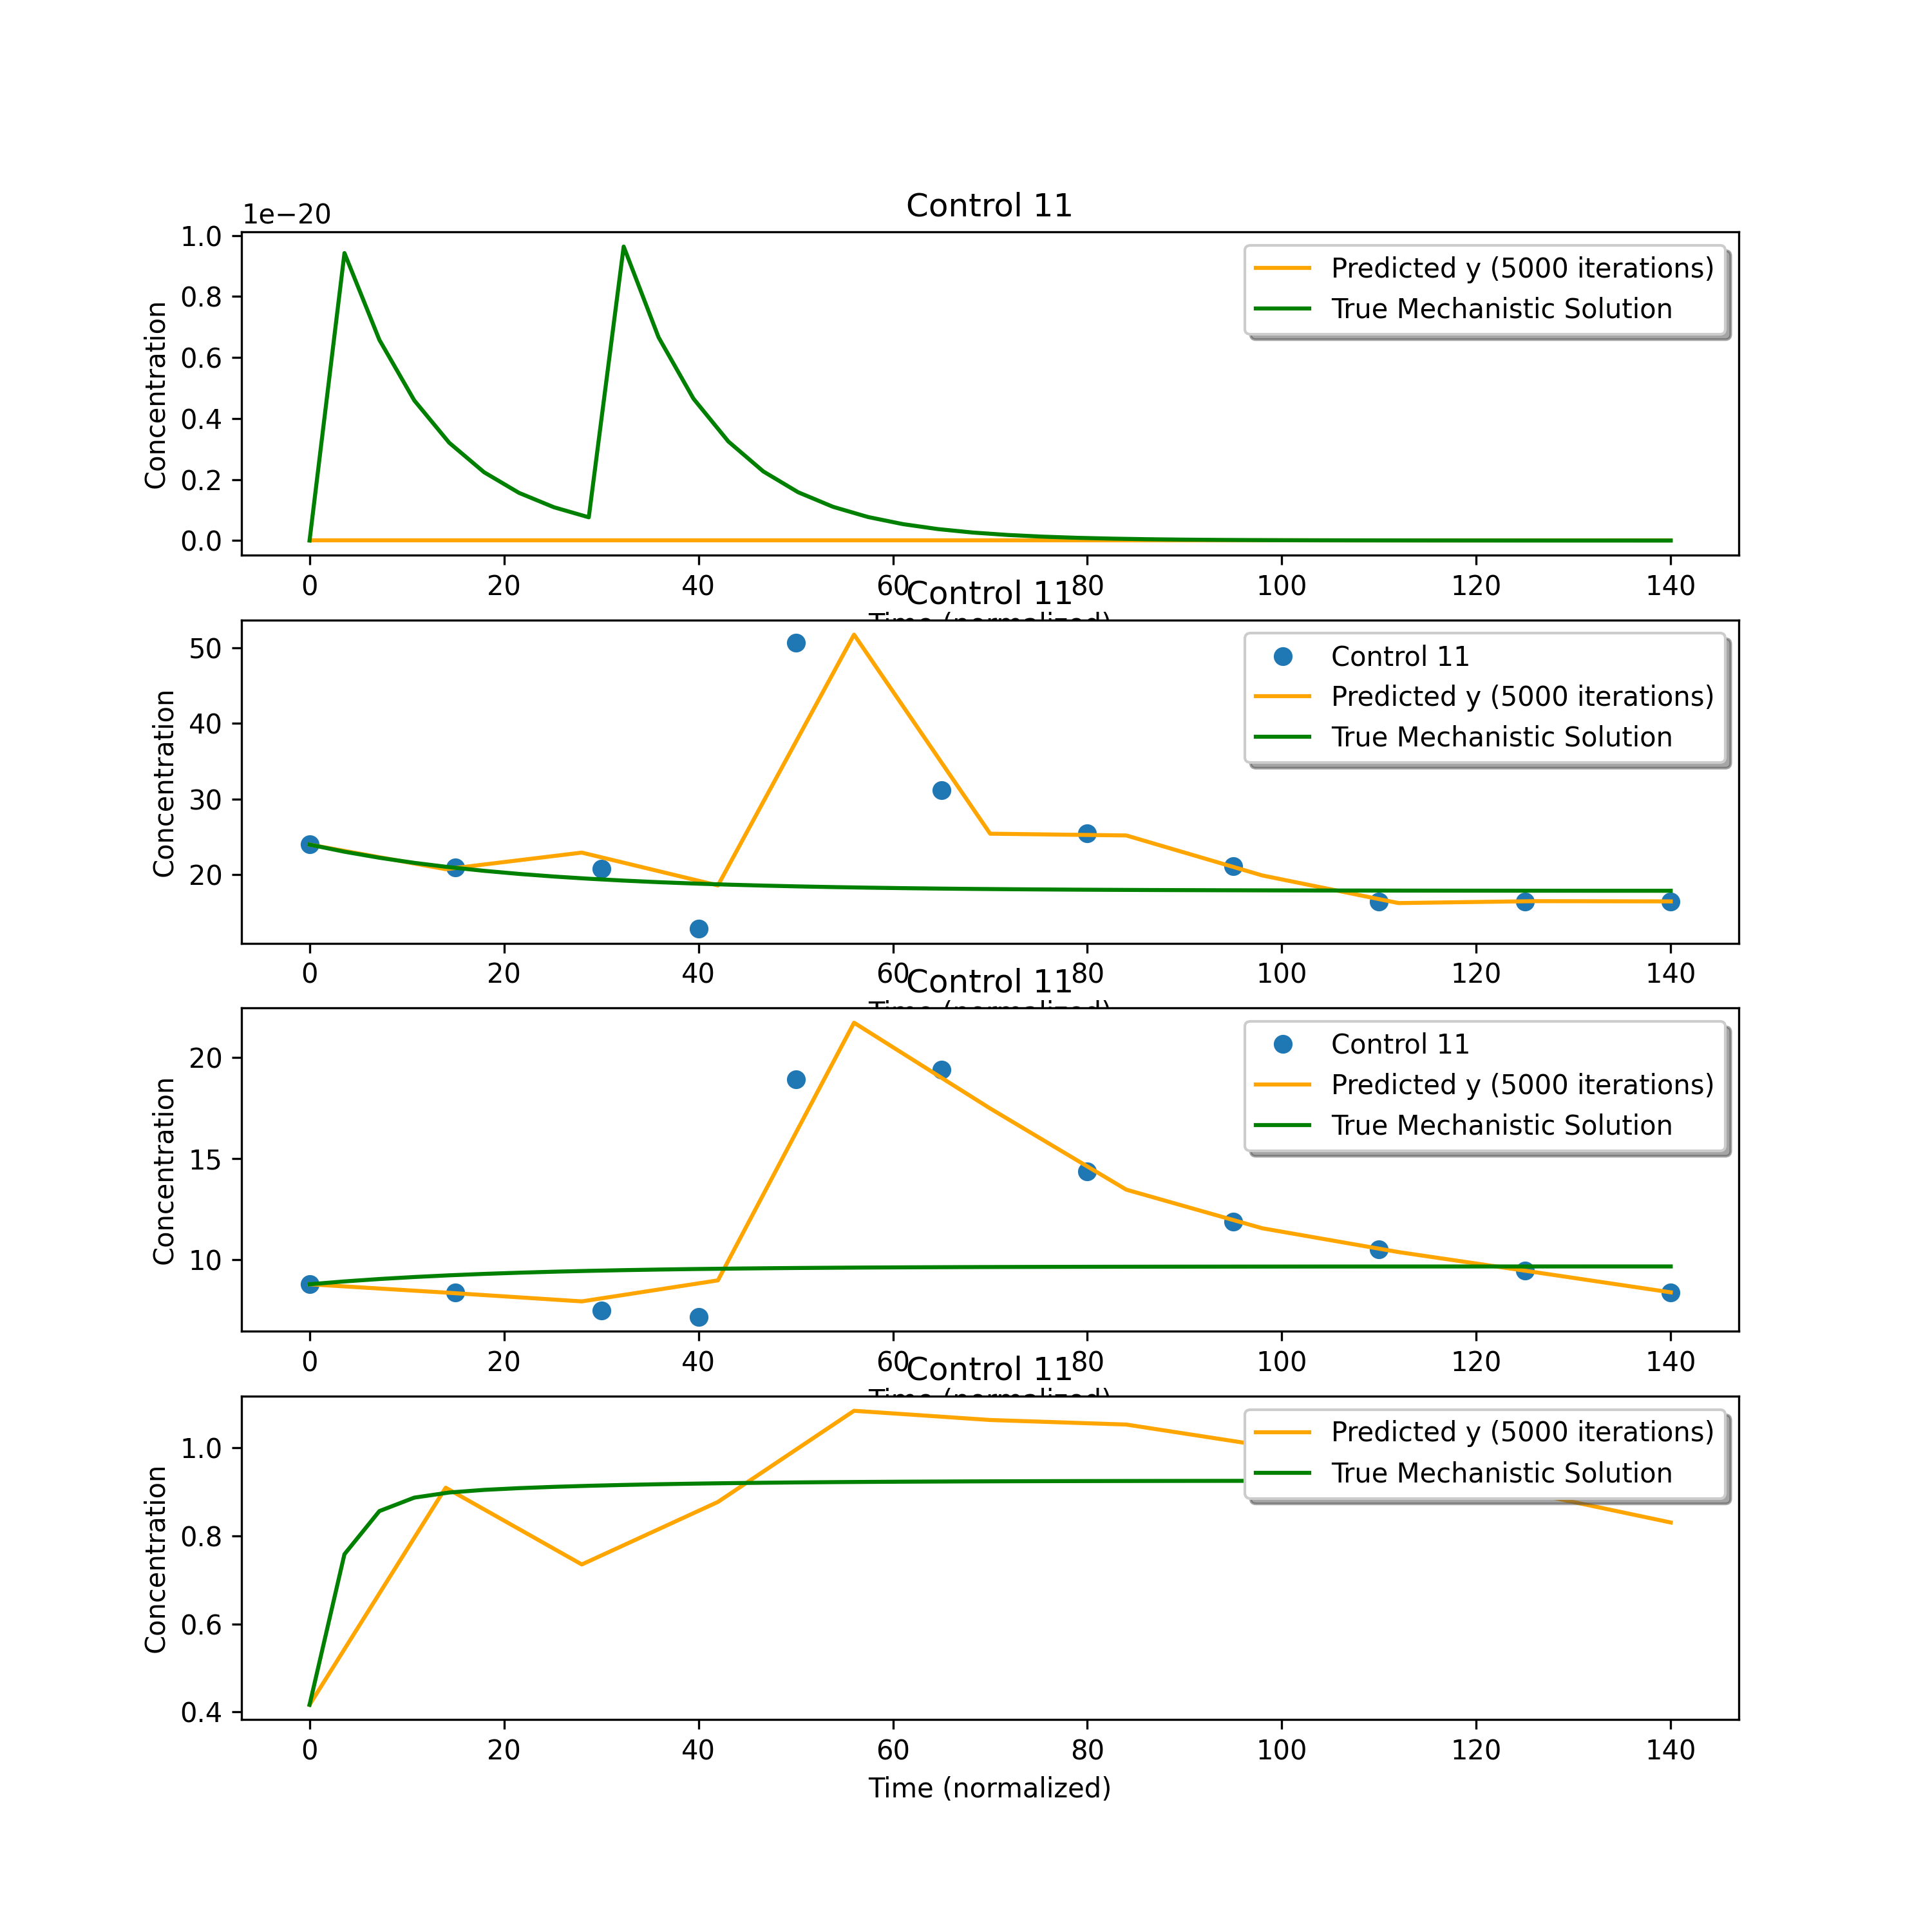 Control 11
1e−20
Concentration
1.0
0.8
0.6
0.4
0.2
0.0
Predicted y (5000 iterations)
True Mechanistic Solution
0 20 40 60 80 100 120 140
Time (normalized)
Control 11
Concentration
50
40
30
20
Control 11
Predicted y (5000 iterations)
True Mechanistic Solution
0 20 40 60 80 100 120 140
Time (normalized)
Control 11
Concentration
20
15
10
Control 11
Predicted y (5000 iterations)
True Mechanistic Solution
0 20 40 60 80 100 120 140
Time (normalized)
Control 11
Concentration
1.0
0.8
0.6
0.4
Predicted y (5000 iterations)
True Mechanistic Solution
0 20 40 60 80 100 120 140
Time (normalized)